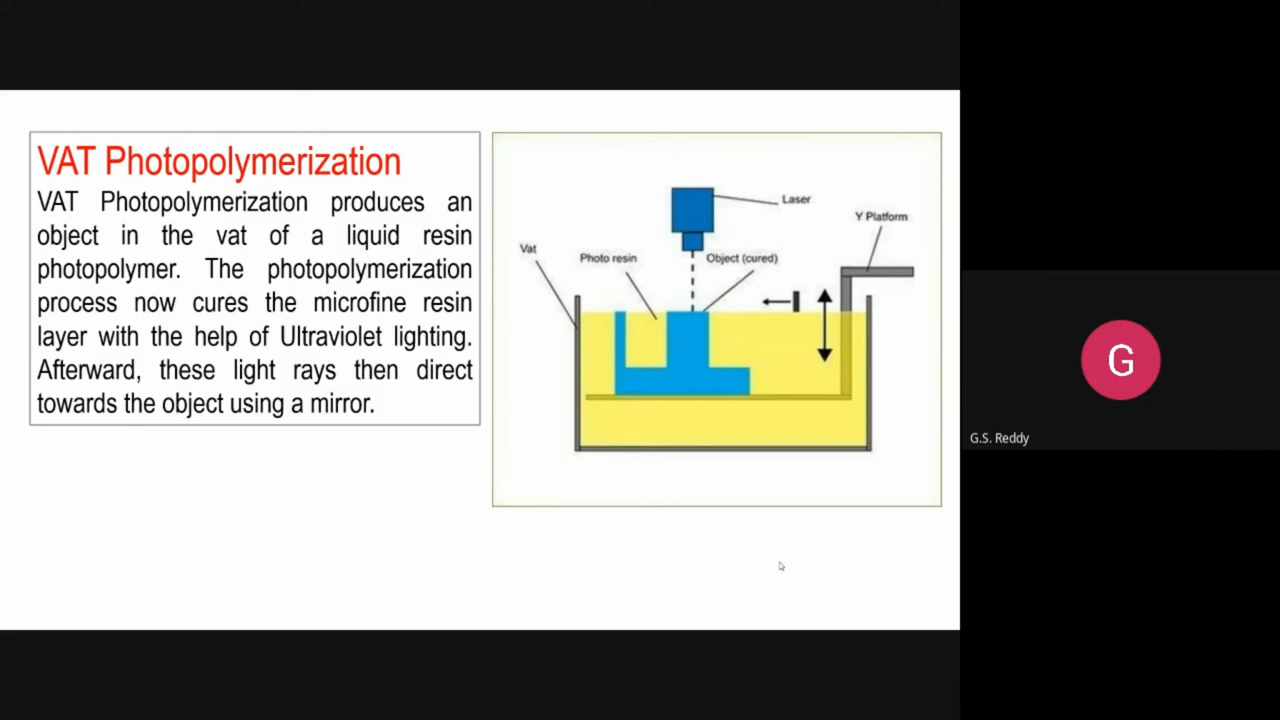 VAT Photopolymerization
VAT Photopolymerization produces an
object in the vat of a liquid resin
photopolymer. The photopolymerization
process now cures the microfine resin
layer with the help of Ultraviolet lighting.
Afterward, these light rays then direct
towards the object using a mirror.
Laser
Y Platform
Vat
Photo resin
Object (cured)
G
G.S. Reddy